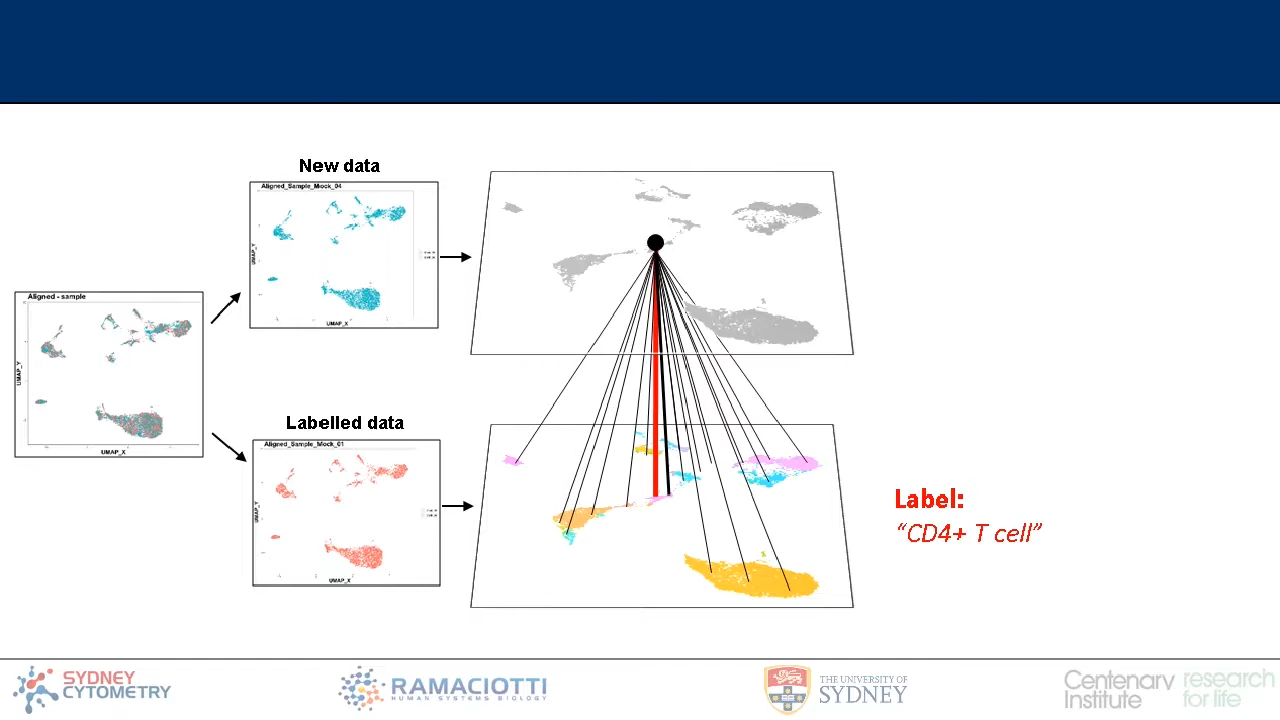 New data
Aligned_Sample_Mock_04
UMAP_Y
UMAP_X
Aligned - sample
UMAP_Y
UMAP_X
Labelled data
Aligned_Sample_Mock_01
UMAP_Y
UMAP_X
Label:
“CD4+ T cell”
SYDNEY
CYTOMETRY
RAMACIOTTI
HUMAN SYSTEMS BIOLOGY
THE UNIVERSITY OF
SYDNEY
Centenary
Institute
research
for life